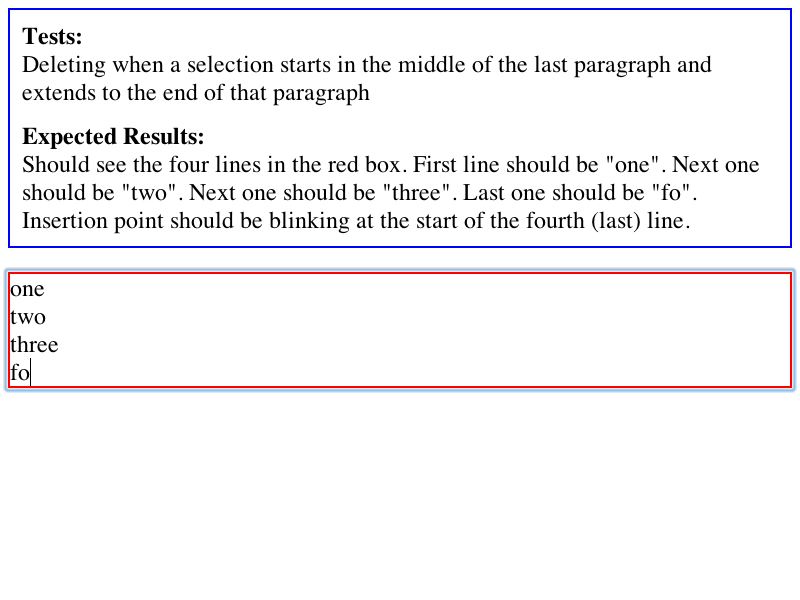 Tests:
Deleting when a selection starts in the middle of the last paragraph and
extends to the end of that paragraph
Expected Results:
Should see the four lines in the red box. First line should be "one". Next one
should be "two". Next one should be "three". Last one should be "fo".
Insertion point should be blinking at the start of the fourth (last) line.
one
two
three
fo